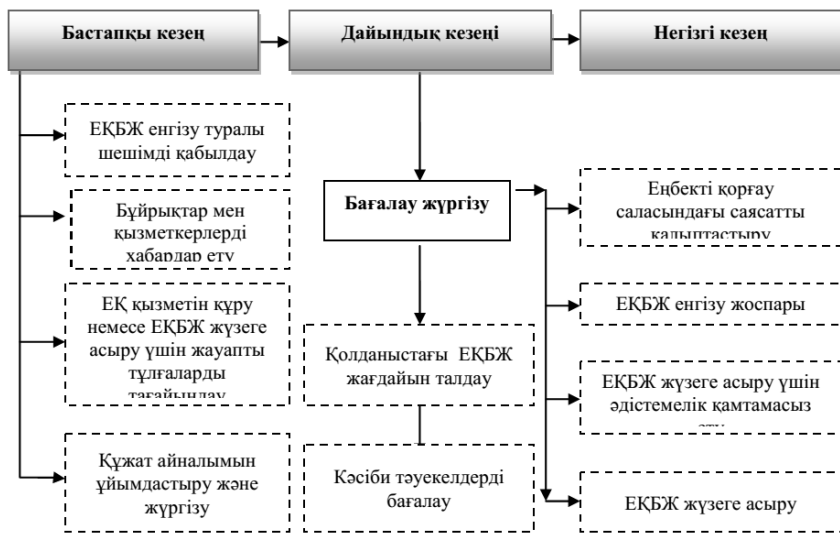 Бастапқы кезең
Дайындық кезеңі
Негізгі кезең
ЕҚБЖ енгізу туралы
шешімді қабылдау
Бұйрықтар мен
қызметкерлерді
хабардар ету
ЕҚ қызметін құру
немесе ЕҚБЖ жүзеге
асыру үшін жауапты
тұлғаларды
тағайындау
Құжат айналымын
ұйымдастыру және
жүргізу
Бағалау жүргізу
Қолданыстағы ЕҚБЖ
жағдайын талдау
Кәсіби тәуекелдерді
бағалау
Еңбекті қорғау
саласындағы саясатты
қалыптастыру
ЕҚБЖ енгізу жоспары
ЕҚБЖ жүзеге асыру үшін
әдістемелік қамтамасыз
ету
ЕҚБЖ жүзеге асыру